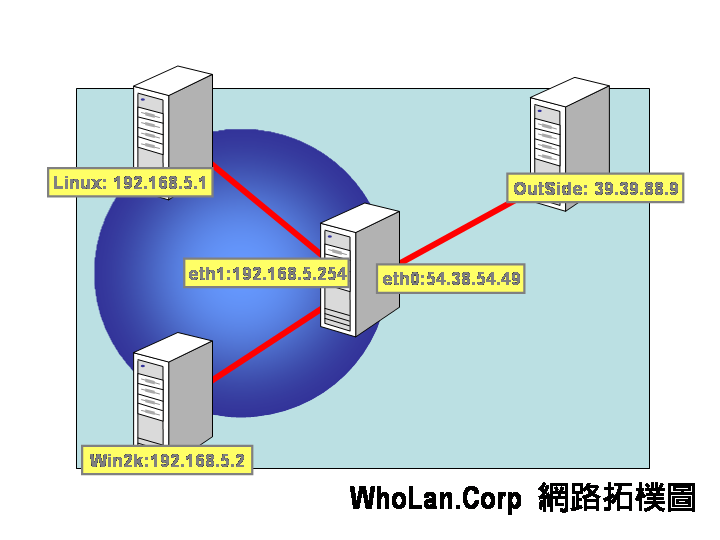 Linux: 192.168.5.1
OutSide: 39.39.88.9
eth1:192.168.5.254
eth0:54.38.54.49
Win2k:192.168.5.2
WhoLan.Corp 網路拓樸圖